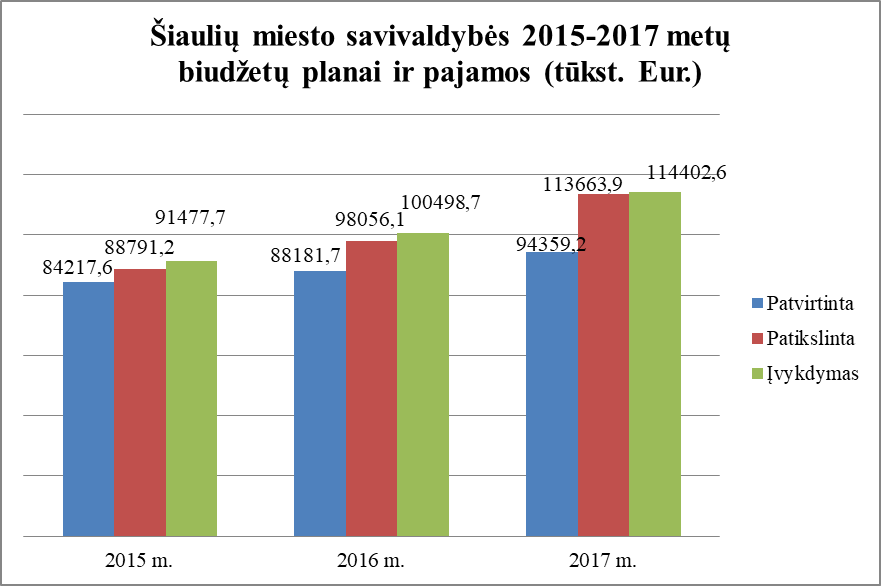 Šiaulių miesto savivaldybės 2015-2017 metų
biudžetų planai ir pajamos (tūkst. Eur.)
84217,6
88791,2
91477,7
88181,7
98056,1
100498,7
94359,2
113663,9
114402,6
2015 m.
2016 m.
2017 m.
Patvirtinta
Patikslinta
Įvykdymas